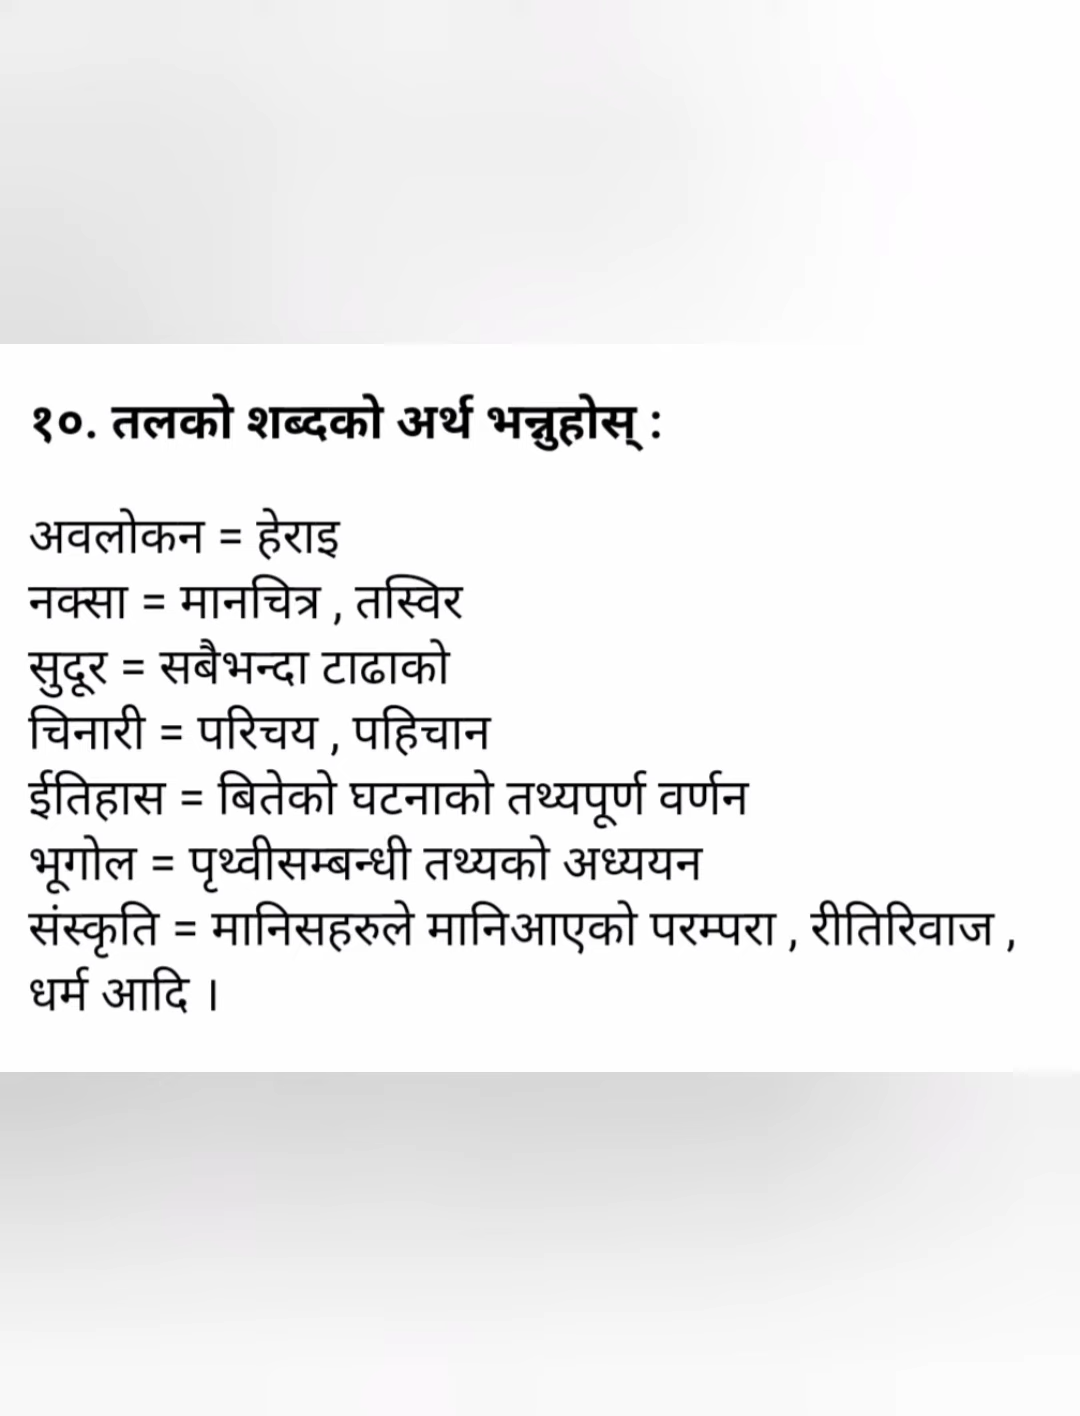 १०. तलको शब्दको अर्थ भन्नुहोस् :
अवलोकन = हेराइ
नक्सा = मानचित्र , तस्विर
सुदूर = सबैभन्दा टाढाको
चिनारी = परिचय , पहिचान
ईतिहास = बितेको घटनाको तथ्यपूर्ण वर्णन
भूगोल = पृथ्वीसम्बन्धी तथ्यको अध्ययन
संस्कृति = मानिसहरुले मानिआएको परम्परा , रीतिरिवाज ,
धर्म आदि ।